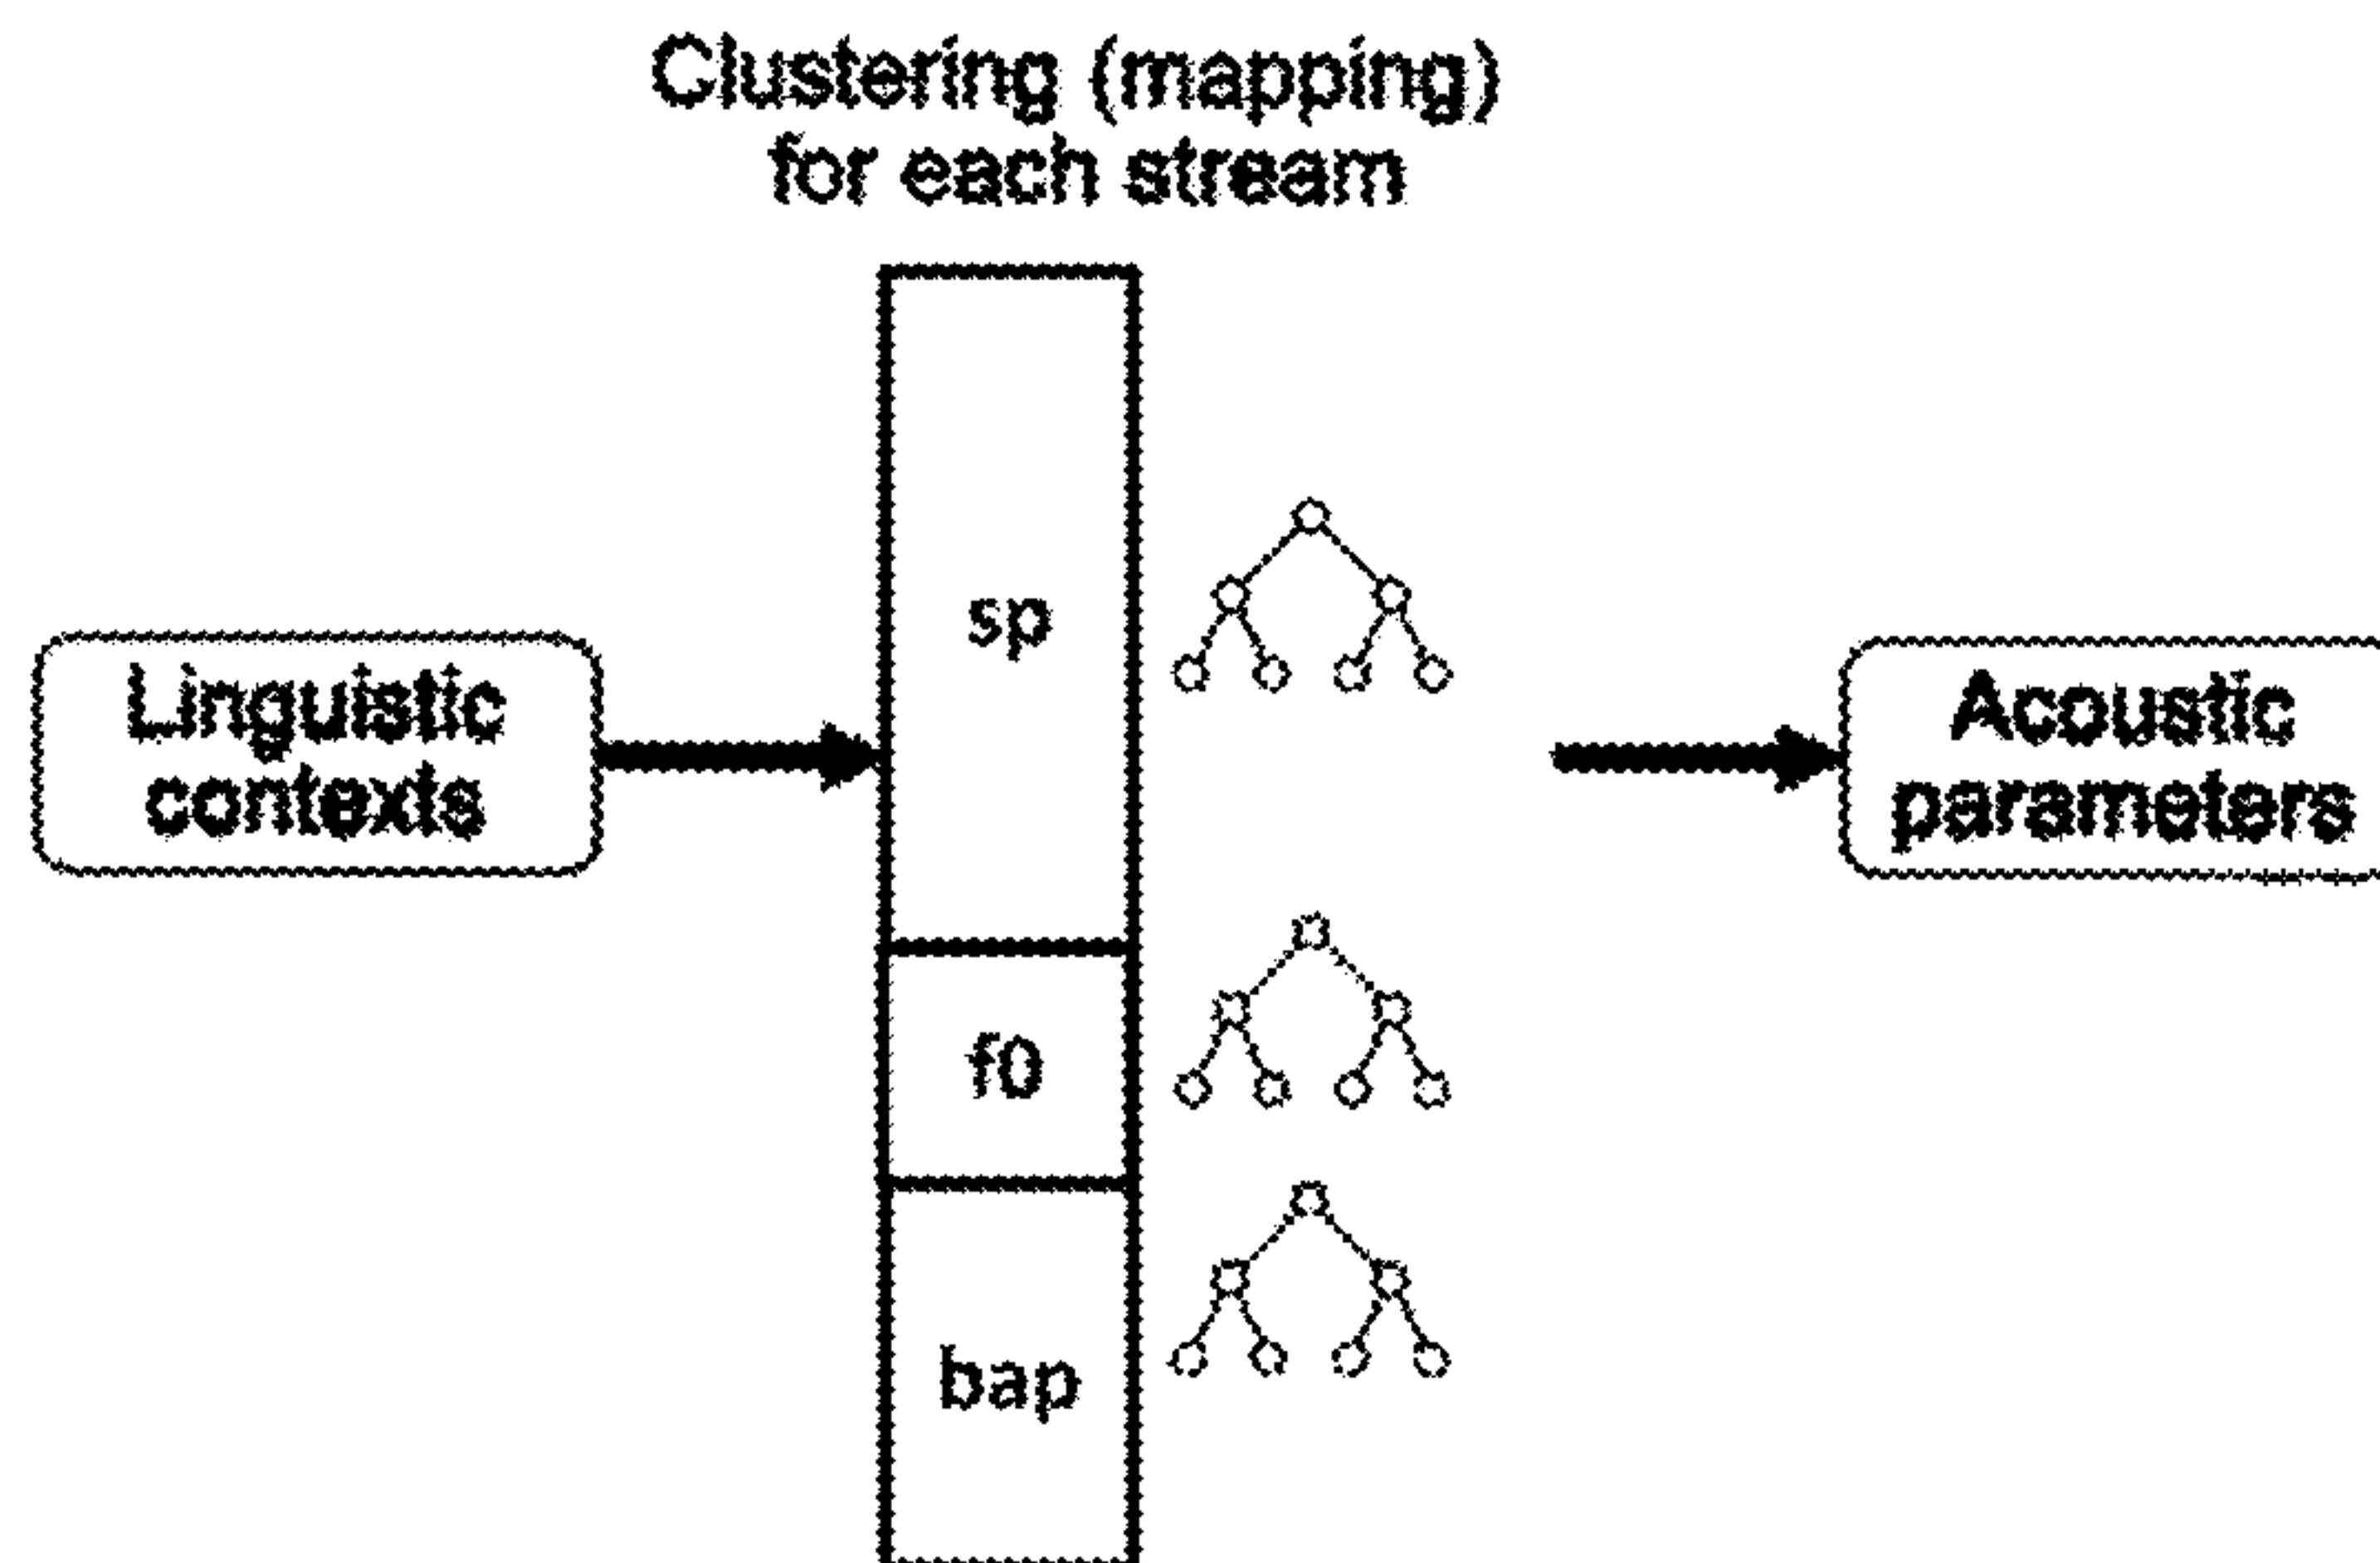 Clustering (mapping)
for each stream
sp
Linguistic
contexts
Acoustic
parameters
f0
bap